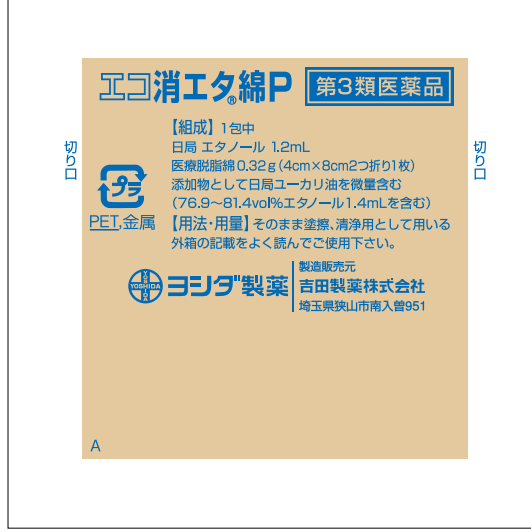 エコ消エタ®綿P 第3類医薬品
切り口
切り口
【組成】1包中
日局 エタノール 1.2mL
医療脱脂綿0.32g(4cm×8cm2つ折り1枚)
添加物として日局ユーカリ油を微量含む
(76.9～81.4vol%エタノール1.4mLを含む)
プラ
PET,金属
【用法・用量】そのまま塗擦、清浄用として用いる
外箱の記載をよく読んでご使用下さい。
YOSHIDA
YOSHIDA
ヨシダ製薬
製造販売元
吉田製薬株式会社
埼玉県狭山市南入曽951
A